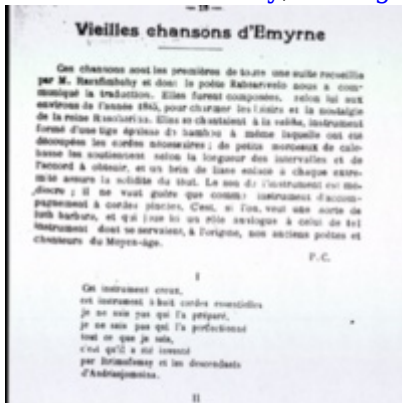 — 19 —
Vieilles chansons d'Emyrne
Ces chansons sont les premières de toute une suite recueillie
par M. Razafintsihy et dont le poète Rabearivelo nous a com-
muniqué la traduction. Elles furent composées, selon lui aux
environs de l'année 1845, pour charmer les loisirs et la nostalgie
de la reine Elles se chantaient à la valiha, instrument
formé d'une tige épaisse de bambou à même laquelle ont été
découpées les cordes nécessaires ; de petits morceaux de cale-
basse les soutiennent selon la longueur des intervalles et de
l'accord à obtenir, et un brin de liane enlace à chaque extré-
mité assure la solidité du tout. Le son de l'instrument est mé-
diocre ; il ne vaut guère que comme instrument d'accom-
pagnement à cordes pincées. C'est, si l'on veut une sorte de
luth barbare, et qui joue ici un rôle analogue à celui de tel
instrument dont se servaient, à l'origine, nos anciens poètes et
chanteurs du Moyen-âge.
P. C.
I
Cet instrument creux,
cet instrument à huit cordes essentielles
je ne sais pas qui l'a préparé,
je ne sais pas qui l'a perfectionné
tout ce que je sais,
c'est qu'il a été inventé
par et les descendants
d'Andriamjomoina.
II